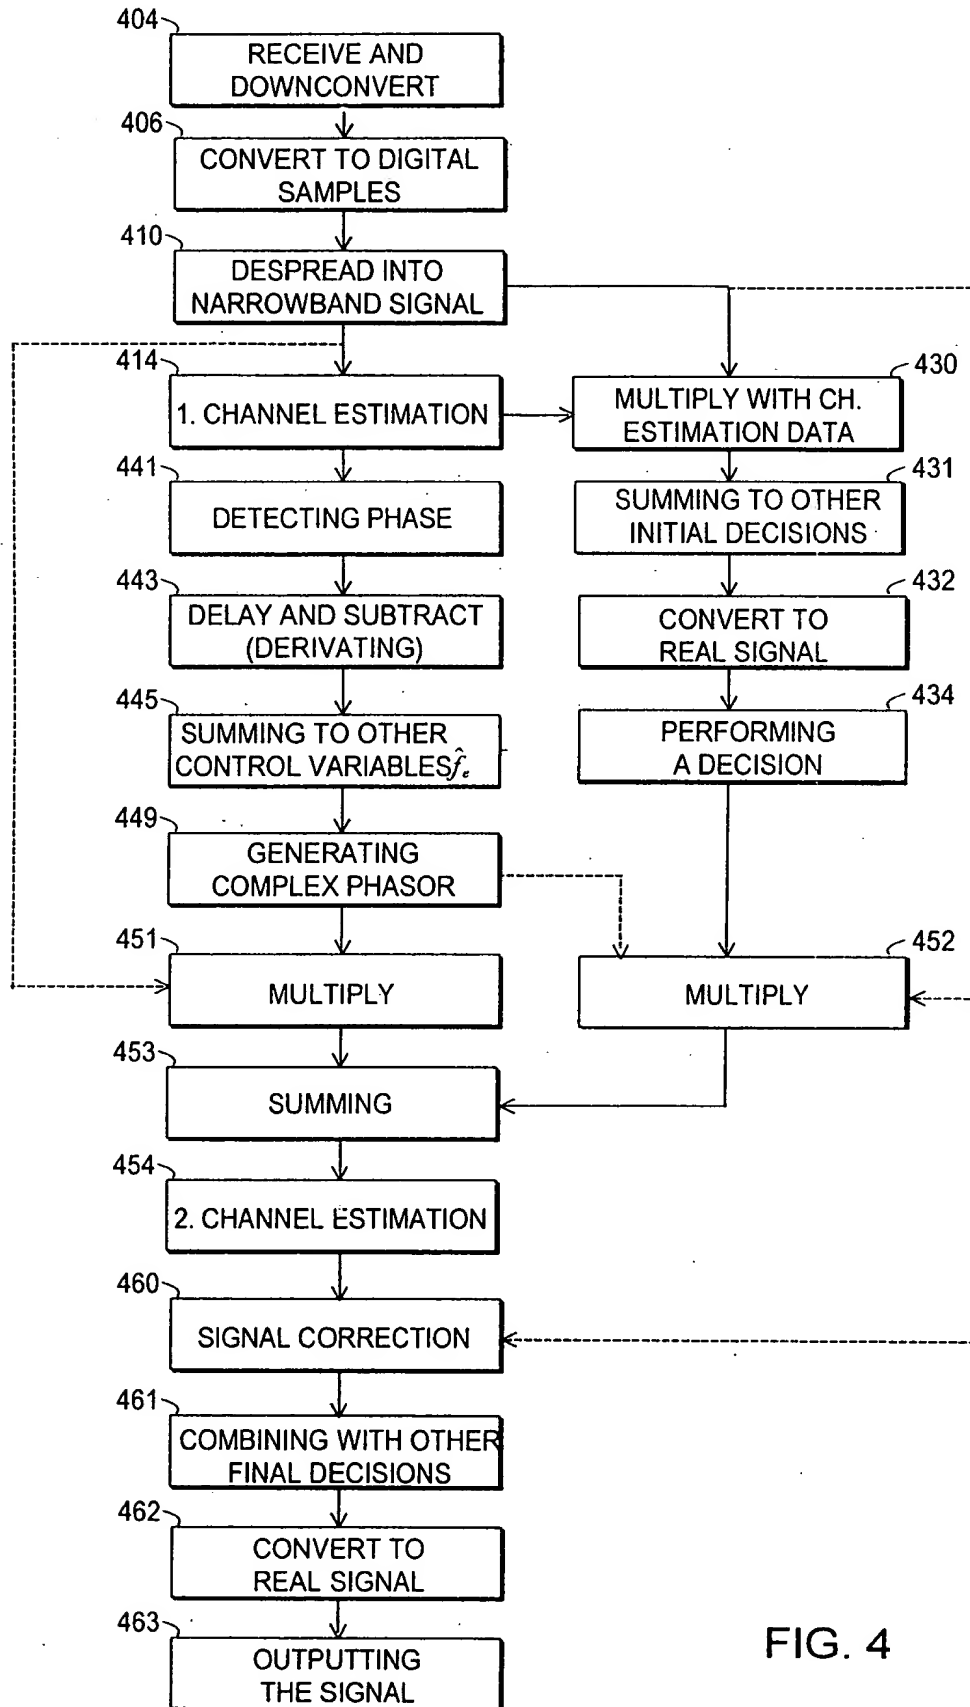 404
RECEIVE AND
DOWNCONVERT
406
CONVERT TO DIGITAL
SAMPLES
410
DESPREAD INTO
NARROWBAND SIGNAL
414
1. CHANNEL ESTIMATION
430
MULTIPLY WITH CH.
ESTIMATION DATA
441
DETECTING PHASE
431
SUMMING TO OTHER
INITIAL DECISIONS
443
DELAY AND SUBTRACT
(DERIVATING)
432
CONVERT TO
REAL SIGNAL
445
SUMMING TO OTHER
CONTROL VARIABLES f̂e
434
PERFORMING
A DECISION
449
GENERATING
COMPLEX PHASOR
451
MULTIPLY
452
MULTIPLY
453
SUMMING
454
2. CHANNEL ESTIMATION
460
SIGNAL CORRECTION
461
COMBINING WITH OTHER
FINAL DECISIONS
462
CONVERT TO
REAL SIGNAL
463
OUTPUTTING
THE SIGNAL
FIG. 4